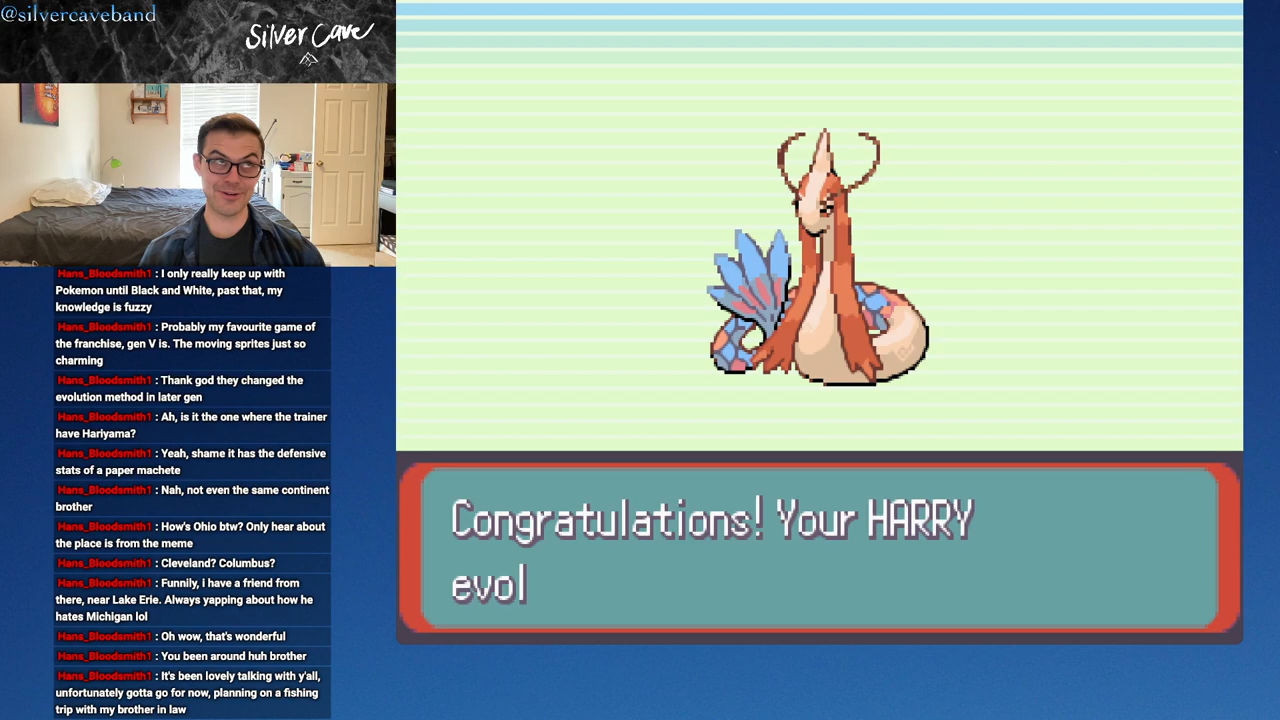 @silvercaveband
Silver Cave
Hans_Bloodsmith1 : I only really keep up with
Pokemon until Black and White, past that, my
knowledge is fuzzy
Hans_Bloodsmith1 : Probably my favourite game of
the franchise, gen V is. The moving sprites just so
charming
Hans_Bloodsmith1 : Thank god they changed the
evolution method in later gen
Hans_Bloodsmith1 : Ah, is it the one where the trainer
have Hariyama?
Hans_Bloodsmith1 : Yeah, shame it has the defensive
stats of a paper machete
Hans_Bloodsmith1 : Nah, not even the same continent
brother
Hans_Bloodsmith1 : How's Ohio btw? Only hear about
the place is from the meme
Hans_Bloodsmith1 : Cleveland? Columbus?
Hans_Bloodsmith1 : Funnily, i have a friend from
there, near Lake Erie. Always yapping about how he
hates Michigan lol
Hans_Bloodsmith1 : Oh wow, that's wonderful
Hans_Bloodsmith1 : You been around huh brother
Hans_Bloodsmith1 : It's been lovely talking with y'all,
unfortunately gotta go for now, planning on a fishing
trip with my brother in law
Congratulations! Your HARRY
evol